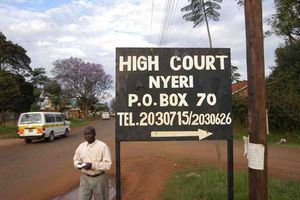 HIGH COURT
NYERI
P.O. BOX 70
TEL.2030715/2030626